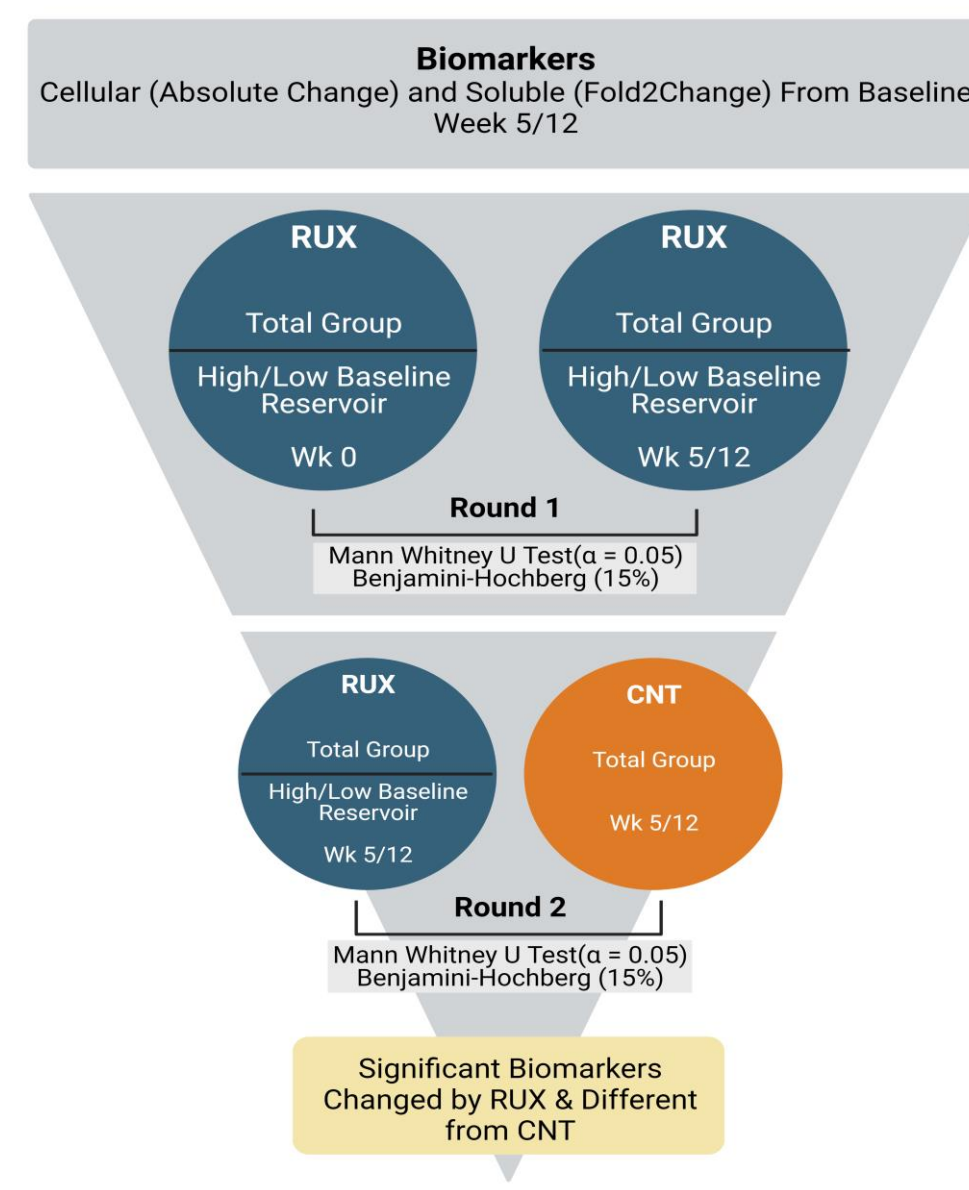 Biomarkers
Cellular (Absolute Change) and Soluble (Fold2Change) From Baseline
Week 5/12
RUX
Total Group
High/Low Baseline
Reservoir
Wk 0
RUX
Total Group
High/Low Baseline
Reservoir
Wk 5/12
Round 1
Mann Whitney U Test(α = 0.05)
Benjamini-Hochberg (15%)
RUX
Total Group
High/Low Baseline
Reservoir
Wk 5/12
CNT
Total Group
Wk 5/12
Round 2
Mann Whitney U Test(α = 0.05)
Benjamini-Hochberg (15%)
Significant Biomarkers
Changed by RUX & Different
from CNT